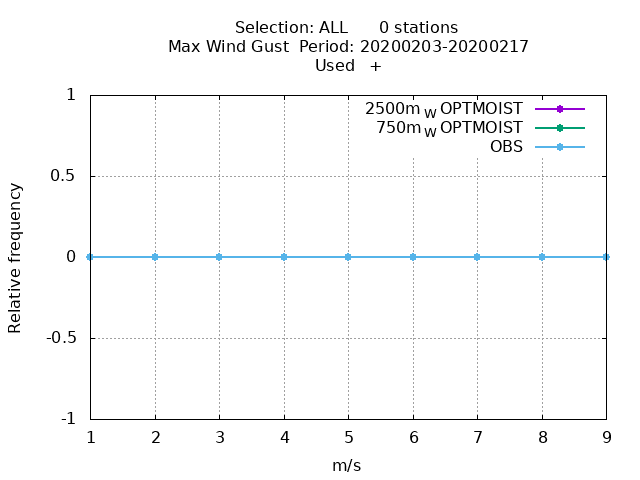 Selection: ALL 0 stations
Max Wind Gust Period: 20200203-20200217
Used +
1
0.5
0
-0.5
-1
Relative frequency
2500m W OPTMOIST
750m W OPTMOIST
OBS
1 2 3 4 5 6 7 8 9
m/s